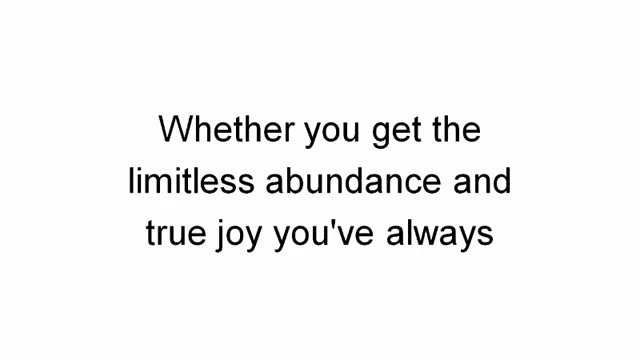 Whether you get the
limitless abundance and
true joy you've always